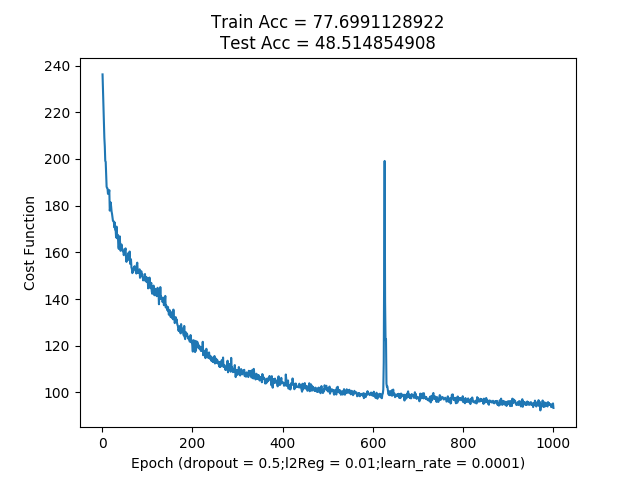 Train Acc = 77.6991128922
Test Acc = 48.514854908
240
220
200
180
160
140
120
100
Cost Function
0 200 400 600 800 1000
Epoch (dropout = 0.5;l2Reg = 0.01;learn_rate = 0.0001)